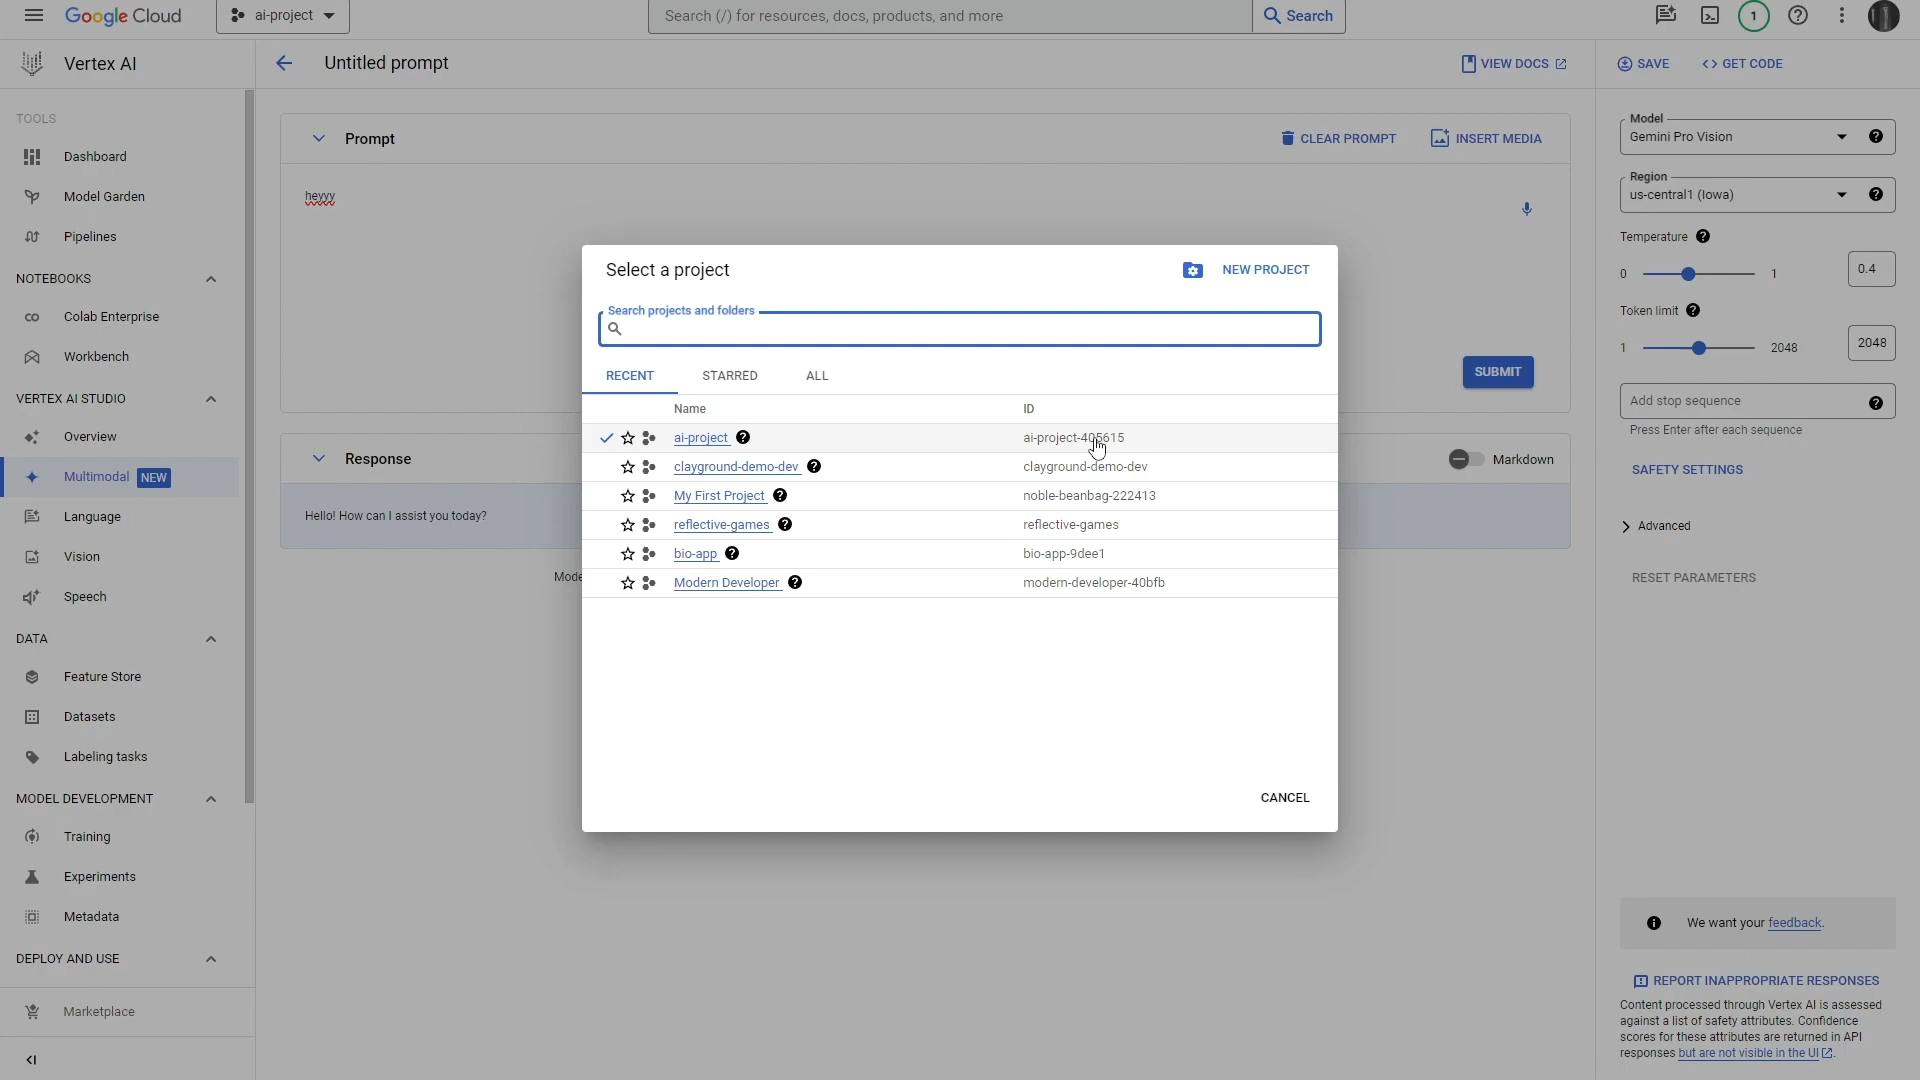 Google Cloud
ai-project
Search (/) for resources, docs, products, and more
Search
1
Vertex AI
Untitled prompt
VIEW DOCS
SAVE
GET CODE
TOOLS
Dashboard
Model Garden
Pipelines
NOTEBOOKS
Colab Enterprise
Workbench
VERTEX AI STUDIO
Overview
Multimodal NEW
Language
Vision
Speech
DATA
Feature Store
Datasets
Labeling tasks
MODEL DEVELOPMENT
Training
Experiments
Metadata
DEPLOY AND USE
Marketplace
Prompt
CLEAR PROMPT
INSERT MEDIA
heyyy
SUBMIT
Response
Markdown
Hello! How can I assist you today?
Mode
Select a project
NEW PROJECT
Search projects and folders
RECENT STARRED ALL
Name ID
ai-project ai-project-405615
clayground-demo-dev clayground-demo-dev
My First Project noble-beanbag-222413
reflective-games reflective-games
bio-app bio-app-9dee1
Modern Developer modern-developer-40bfb
CANCEL
Model
Gemini Pro Vision
Region
us-central1 (Iowa)
Temperature
0 1 0.4
Token limit
1 2048 2048
Add stop sequence
Press Enter after each sequence
SAFETY SETTINGS
Advanced
RESET PARAMETERS
We want your feedback.
REPORT INAPPROPRIATE RESPONSES
Content processed through Vertex AI is assessed
against a list of safety attributes. Confidence
scores for these attributes are returned in API
responses but are not visible in the UI.